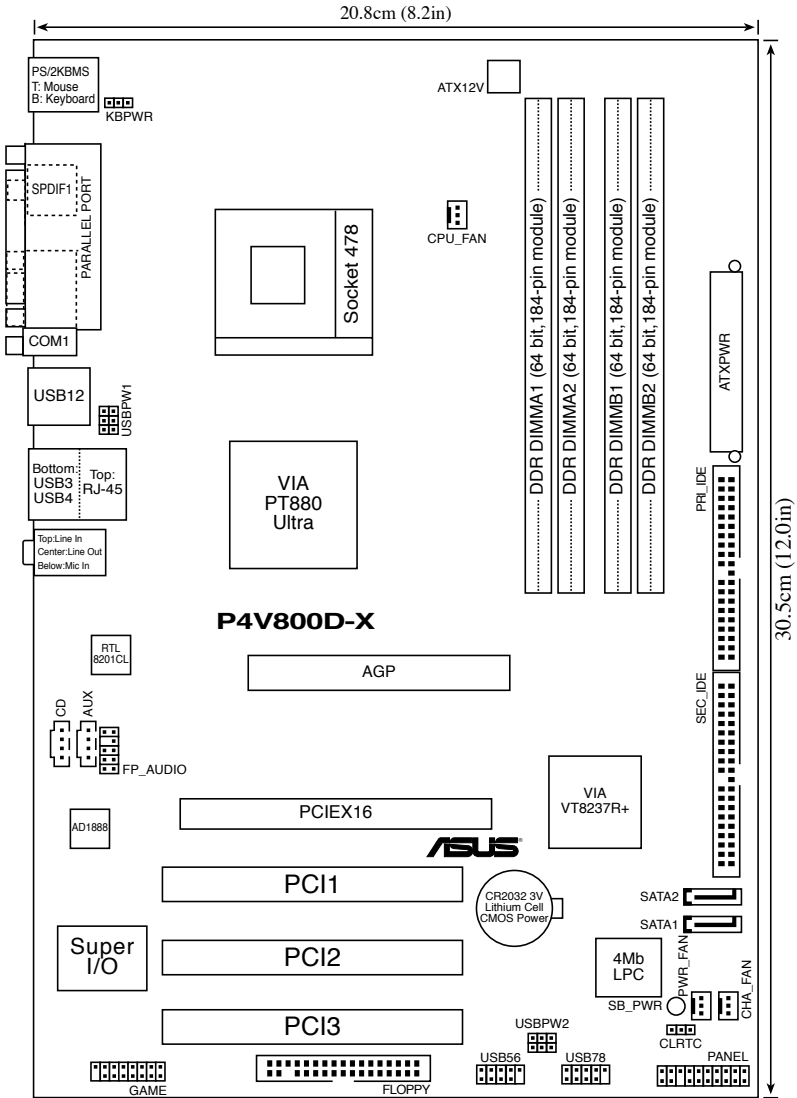 20.8cm (8.2in)
PS/2KBMS
T: Mouse
B: Keyboard
KBPWR
ATX12V
SPDIF1
PARALLEL PORT
CPU_FAN
Socket 478
DDR DIMMA1 (64 bit,184-pin module)
DDR DIMMA2 (64 bit,184-pin module)
DDR DIMMB1 (64 bit,184-pin module)
DDR DIMMB2 (64 bit,184-pin module)
ATXPWR
COM1
USB12
USBPW1
Bottom:
USB3
USB4
Top:
RJ-45
VIA
PT880
Ultra
PRI_IDE
30.5cm (12.0in)
Top:Line In
Center:Line Out
Below:Mic In
P4V800D-X
RTL
8201CL
AGP
SEC_IDE
CD
AUX
FP_AUDIO
VIA
VT8237R+
PCIEX16
AD1888
ASUS
PCI1
CR2032 3V
Lithium Cell
CMOS Power
SATA2
SATA1
Super
I/O
PCI2
4Mb
LPC
PWR_FAN
CHA_FAN
SB_PWR
PCI3
USBPW2
CLRTC
USB56
USB78
PANEL
GAME
FLOPPY